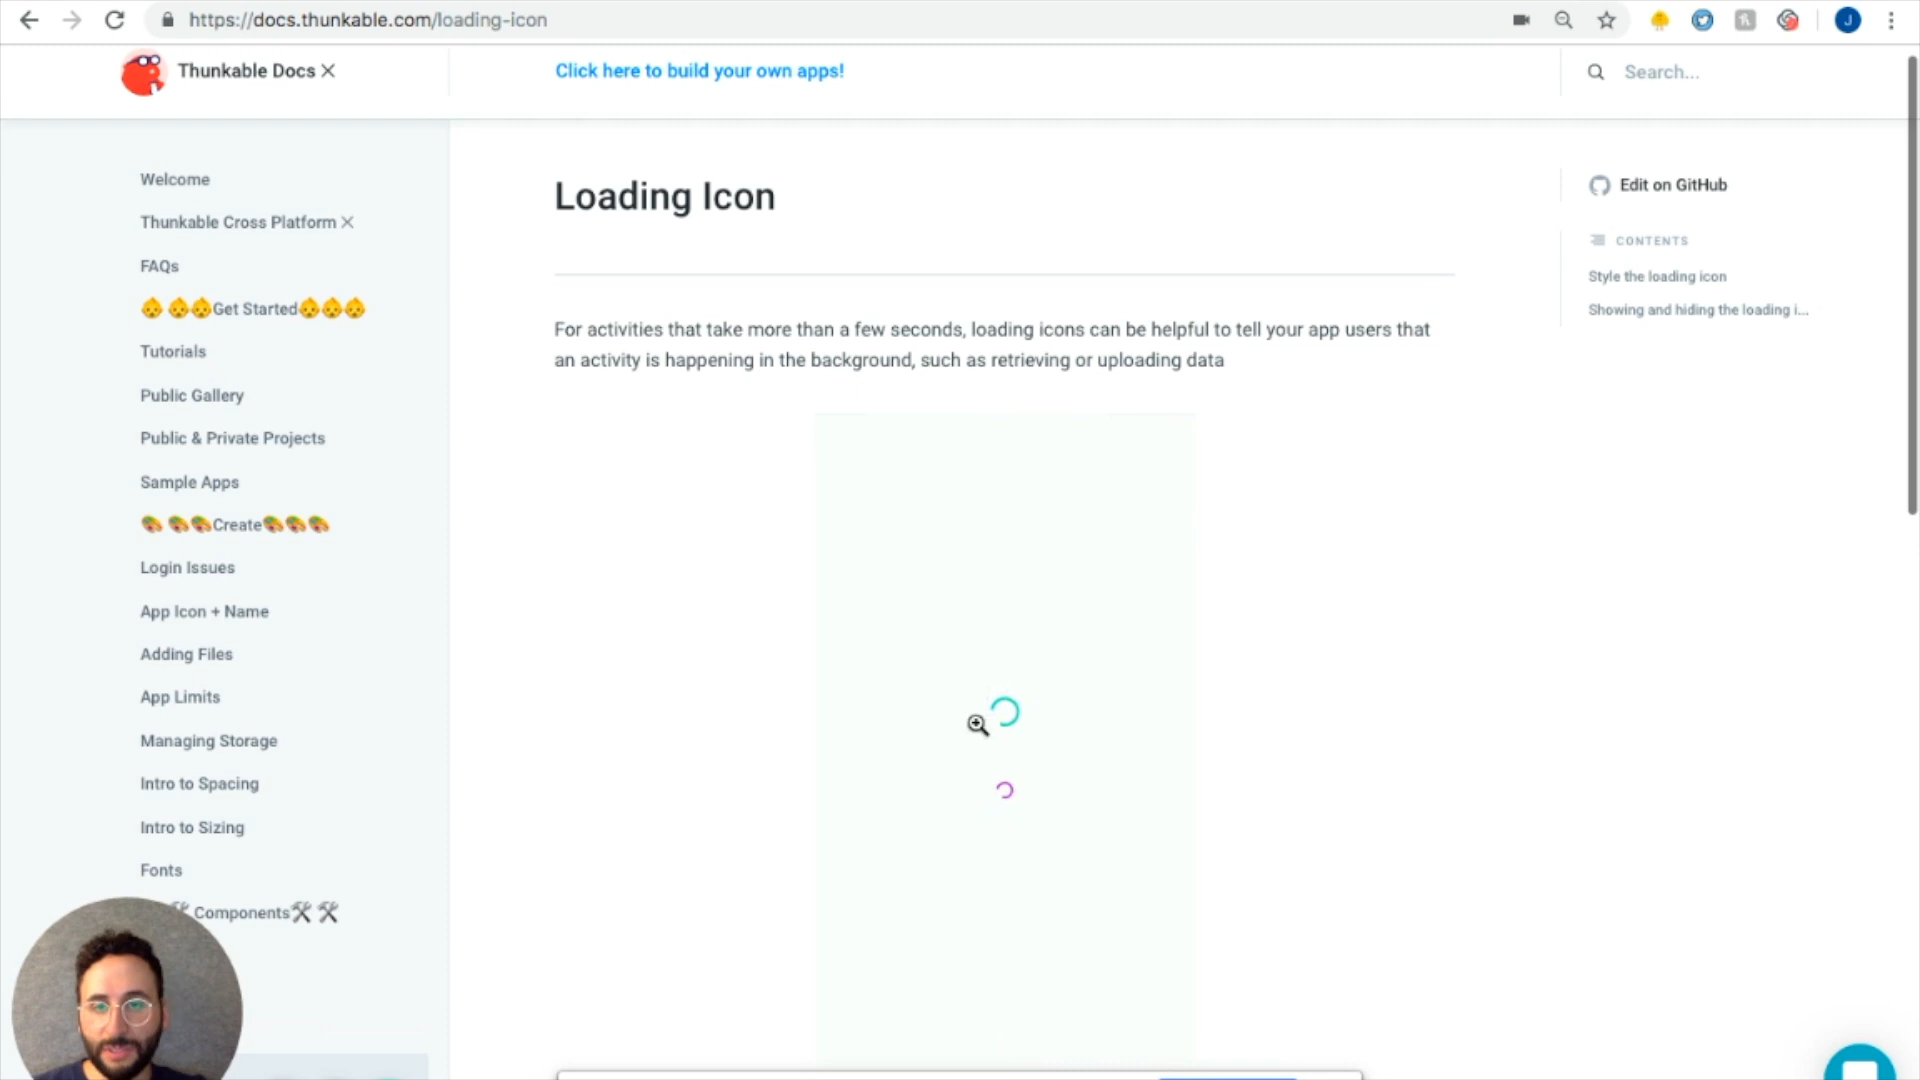 https://docs.thunkable.com/loading-icon
J
Thunkable Docs ✕
Click here to build your own apps!
Search...
Welcome
Thunkable Cross Platform ✕
FAQs
👶 👶👶Get Started👶👶👶
Tutorials
Public Gallery
Public & Private Projects
Sample Apps
🎨 🎨🎨Create🎨🎨🎨
Login Issues
App Icon + Name
Adding Files
App Limits
Managing Storage
Intro to Spacing
Intro to Sizing
Fonts
Components🛠 🛠
Loading Icon
For activities that take more than a few seconds, loading icons can be helpful to tell your app users that
an activity is happening in the background, such as retrieving or uploading data
Edit on GitHub
CONTENTS
Style the loading icon
Showing and hiding the loading i...